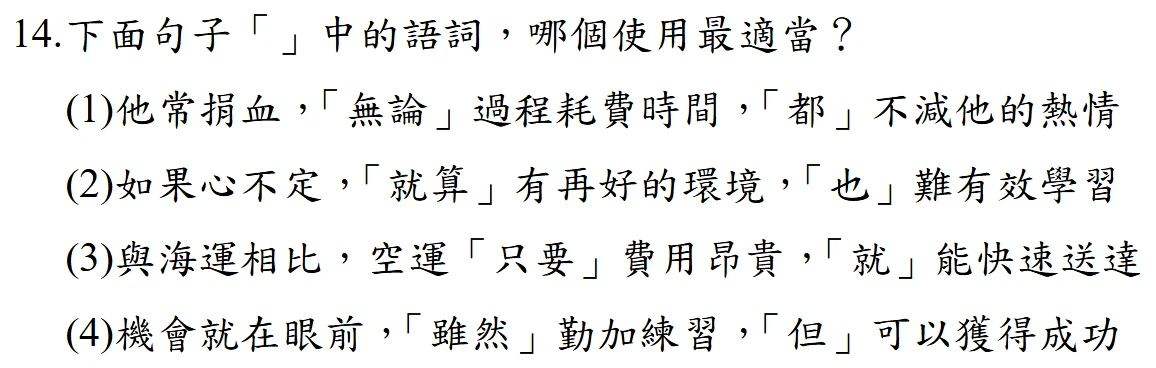 14.下面句子「」中的語詞，哪個使用最適當？
(1)他常捐血，「無論」過程耗費時間，「都」不減他的熱情
(2)如果心不定，「就算」有再好的環境，「也」難有效學習
(3)與海運相比，空運「只要」費用昂貴，「就」能快速送達
(4)機會就在眼前，「雖然」勤加練習，「但」可以獲得成功